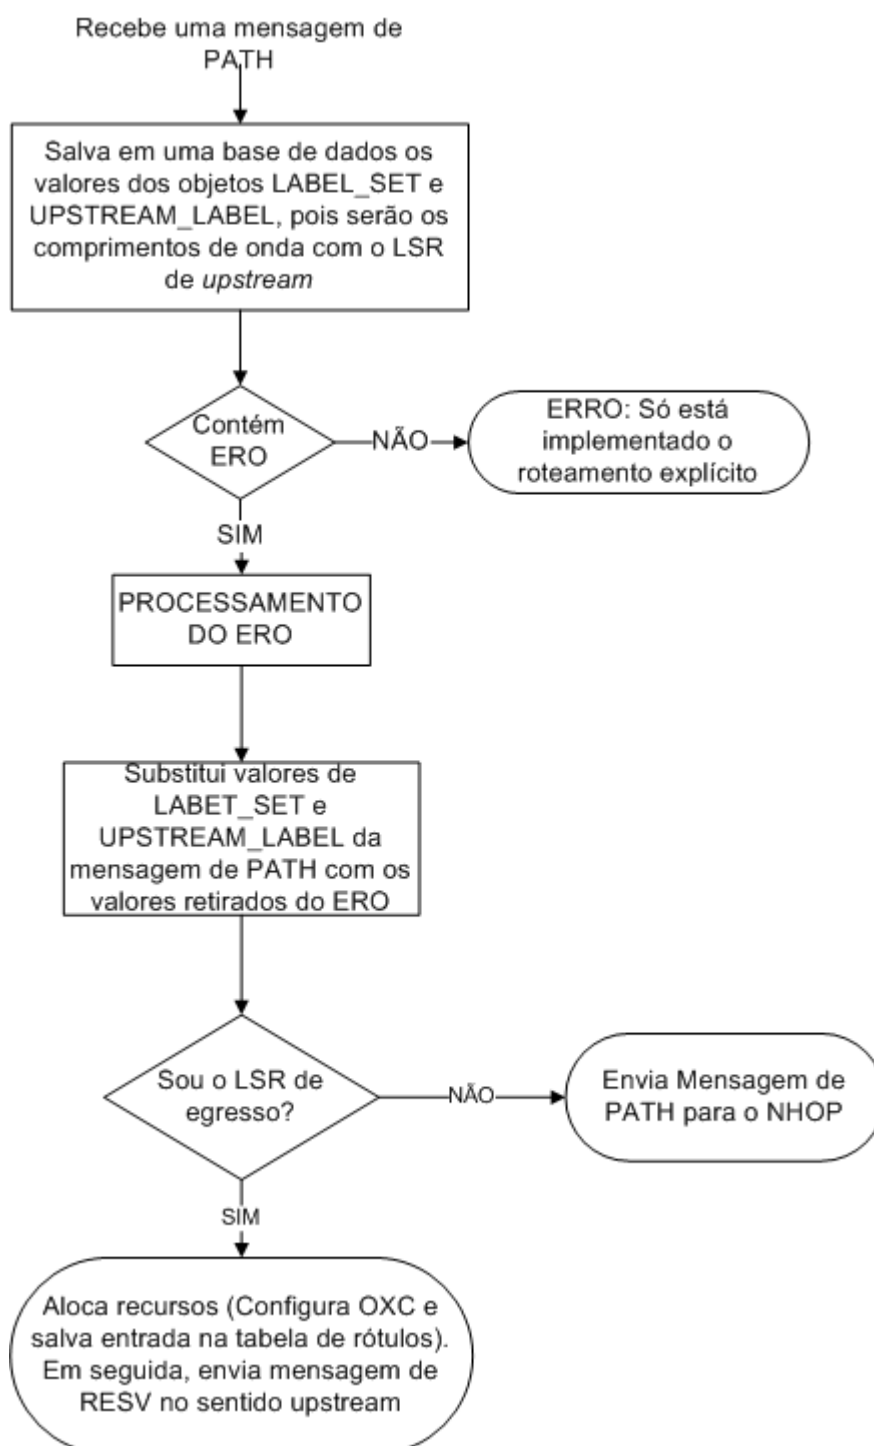 Recebe uma mensagem de
PATH
Salva em uma base de dados os
valores dos objetos LABEL_SET e
UPSTREAM_LABEL, pois serão os
comprimentos de onda com o LSR
de upstream
Contém
ERO
NÃO
ERRO: Só está
implementado o
roteamento explícito
SIM
PROCESSAMENTO
DO ERO
Substitui valores de
LABET_SET e
UPSTREAM_LABEL da
mensagem de PATH com os
valores retirados do ERO
Sou o LSR de
egresso?
NÃO
Envia Mensagem de
PATH para o NHOP
SIM
Aloca recursos (Configura OXC e
salva entrada na tabela de rótulos).
Em seguida, envia mensagem de
RESV no sentido upstream